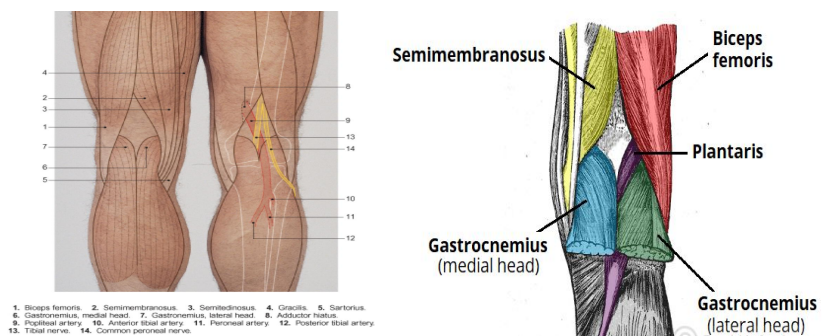 4
2
3
1
7
6
5
8
9
13
14
10
11
12
1. Biceps femoris. 2. Semimembranosus. 3. Semitedinosus. 4. Gracilis. 5. Sartorius.
6. Gastronemius, medial head. 7. Gastronemius, lateral head. 8. Adductor hiatus.
9. Popliteal artery. 10. Anterior tibial artery. 11. Peroneal artery. 12. Posterior tibial artery.
13. Tibial nerve. 14. Common peroneal nerve.
Semimembranosus
Biceps
femoris
Plantaris
Gastrocnemius
(medial head)
Gastrocnemius
(lateral head)